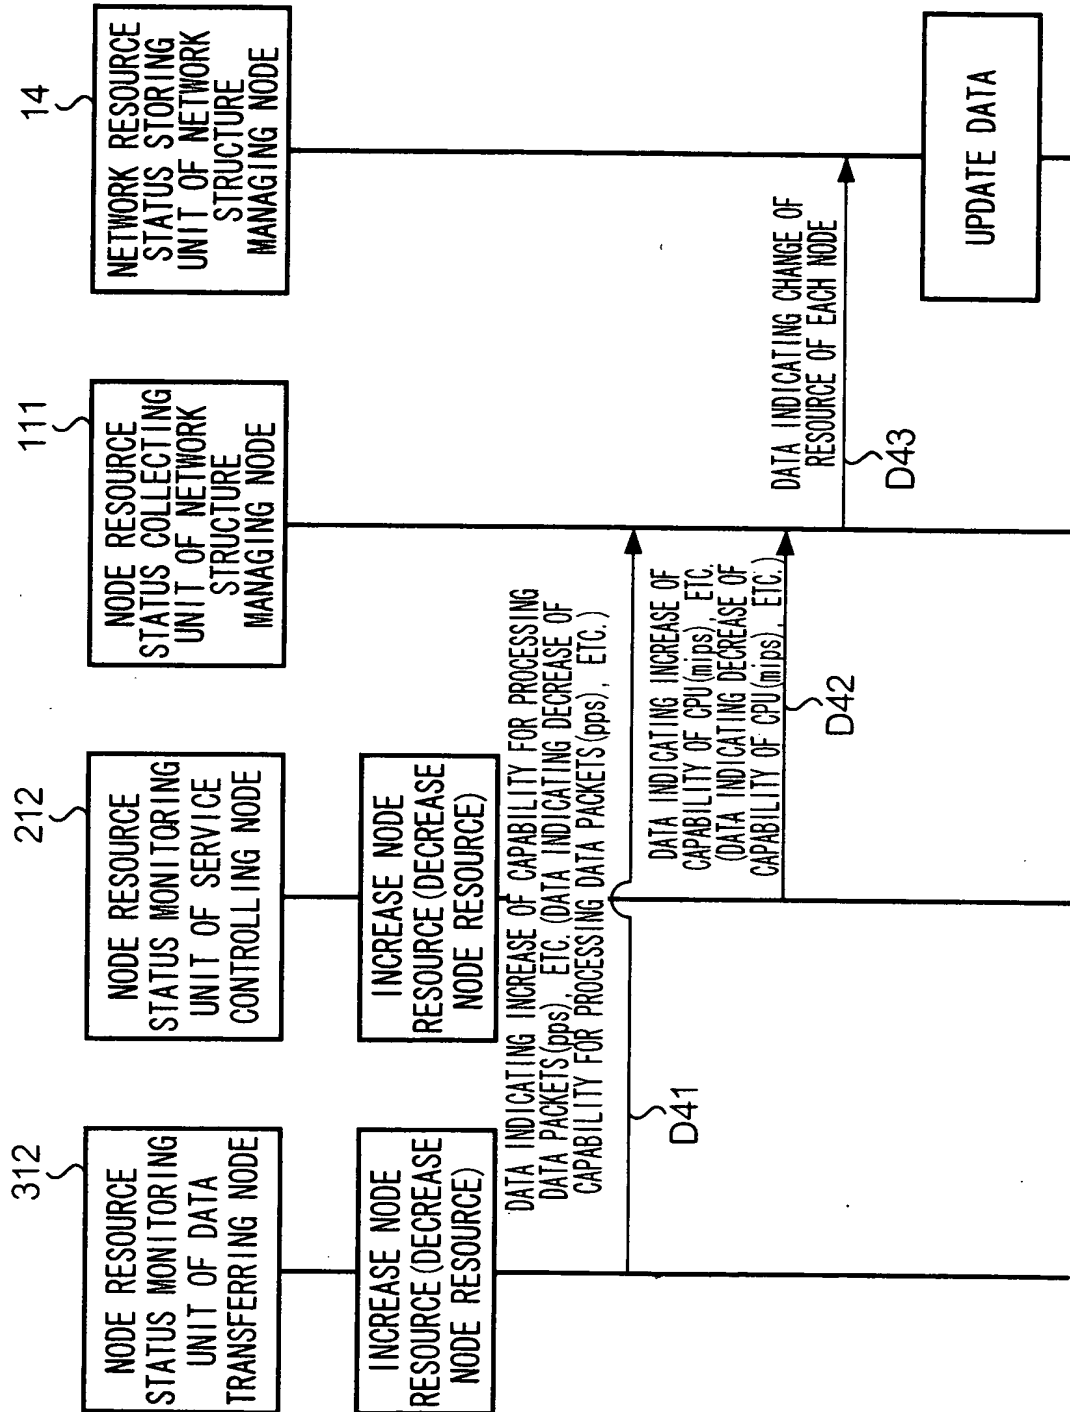 312
NODE RESOURCE
STATUS MONITORING
UNIT OF DATA
TRANSFERRING NODE
212
NODE RESOURCE
STATUS MONITORING
UNIT OF SERVICE
CONTROLLING NODE
111
NODE RESOURCE
STATUS COLLECTING
UNIT OF NETWORK
STRUCTURE
MANAGING NODE
14
NETWORK RESOURCE
STATUS STORING
UNIT OF NETWORK
STRUCTURE
MANAGING NODE
INCREASE NODE
RESOURCE(DECREASE
NODE RESOURCE)
INCREASE NODE
RESOURCE(DECREASE
NODE RESOURCE)
DATA INDICATING INCREASE OF CAPABILITY FOR PROCESSING
DATA PACKETS(pps), ETC.(DATA INDICATING DECREASE OF
CAPABILITY FOR PROCESSING DATA PACKETS(pps), ETC.)
D41
DATA INDICATING INCREASE OF
CAPABILITY OF CPU(mips), ETC.
(DATA INDICATING DECREASE OF
CAPABILITY OF CPU(mips), ETC.)
D42
DATA INDICATING CHANGE OF
RESOURCE OF EACH NODE
D43
UPDATE DATA